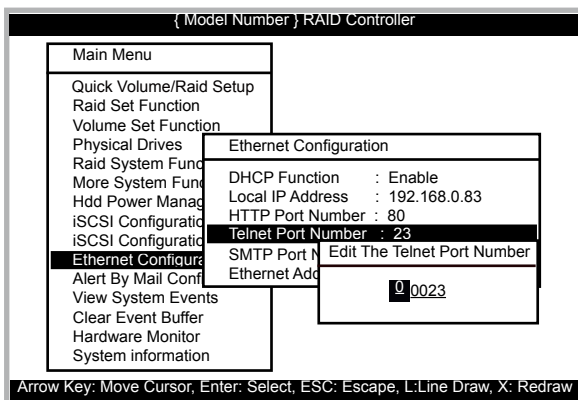 { Model Number } RAID Controller
Main Menu
Quick Volume/Raid Setup
Raid Set Function
Volume Set Function
Physical Drives
Raid System Func
More System Func
Hdd Power Manag
iSCSI Configuratio
iSCSI Configuratio
Ethernet Configura
Alert By Mail Conf
View System Events
Clear Event Buffer
Hardware Monitor
System information
Ethernet Configuration
DHCP Function : Enable
Local IP Address : 192.168.0.83
HTTP Port Number : 80
Telnet Port Number : 23
SMTP Port N
Ethernet Add
Edit The Telnet Port Number
0 0023
Arrow Key: Move Cursor, Enter: Select, ESC: Escape, L:Line Draw, X: Redraw